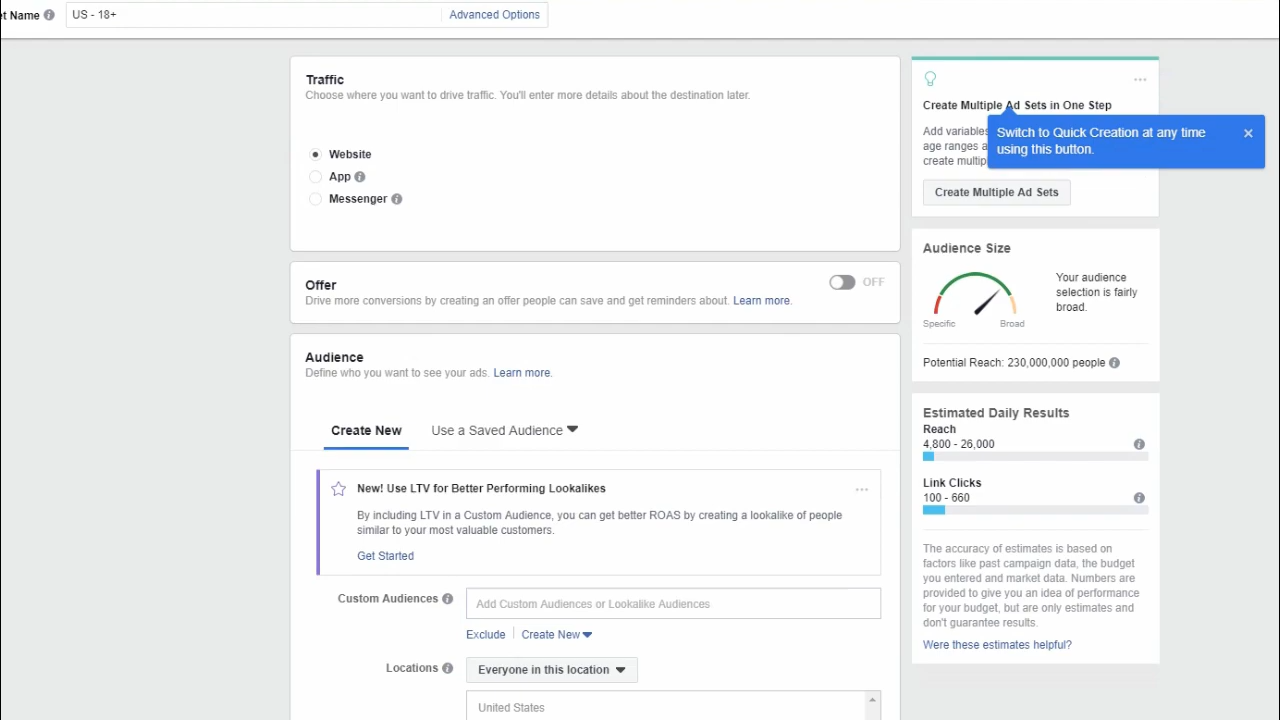 et Name
US - 18+
Advanced Options
Traffic
Choose where you want to drive traffic. You'll enter more details about the destination later.
Website
App
Messenger
Offer
Drive more conversions by creating an offer people can save and get reminders about. Learn more.
OFF
Audience
Define who you want to see your ads. Learn more.
Create New
Use a Saved Audience
New! Use LTV for Better Performing Lookalikes
By including LTV in a Custom Audience, you can get better ROAS by creating a lookalike of people
similar to your most valuable customers.
Get Started
Custom Audiences
Add Custom Audiences or Lookalike Audiences
Exclude
Create New
Locations
Everyone in this location
United States
Create Multiple Ad Sets in One Step
Add variables
age ranges a
create multip
Switch to Quick Creation at any time
using this button.
Create Multiple Ad Sets
Audience Size
Specific
Broad
Your audience
selection is fairly
broad.
Potential Reach: 230,000,000 people
Estimated Daily Results
Reach
4,800 - 26,000
Link Clicks
100 - 660
The accuracy of estimates is based on
factors like past campaign data, the budget
you entered and market data. Numbers are
provided to give you an idea of performance
for your budget, but are only estimates and
don't guarantee results.
Were these estimates helpful?